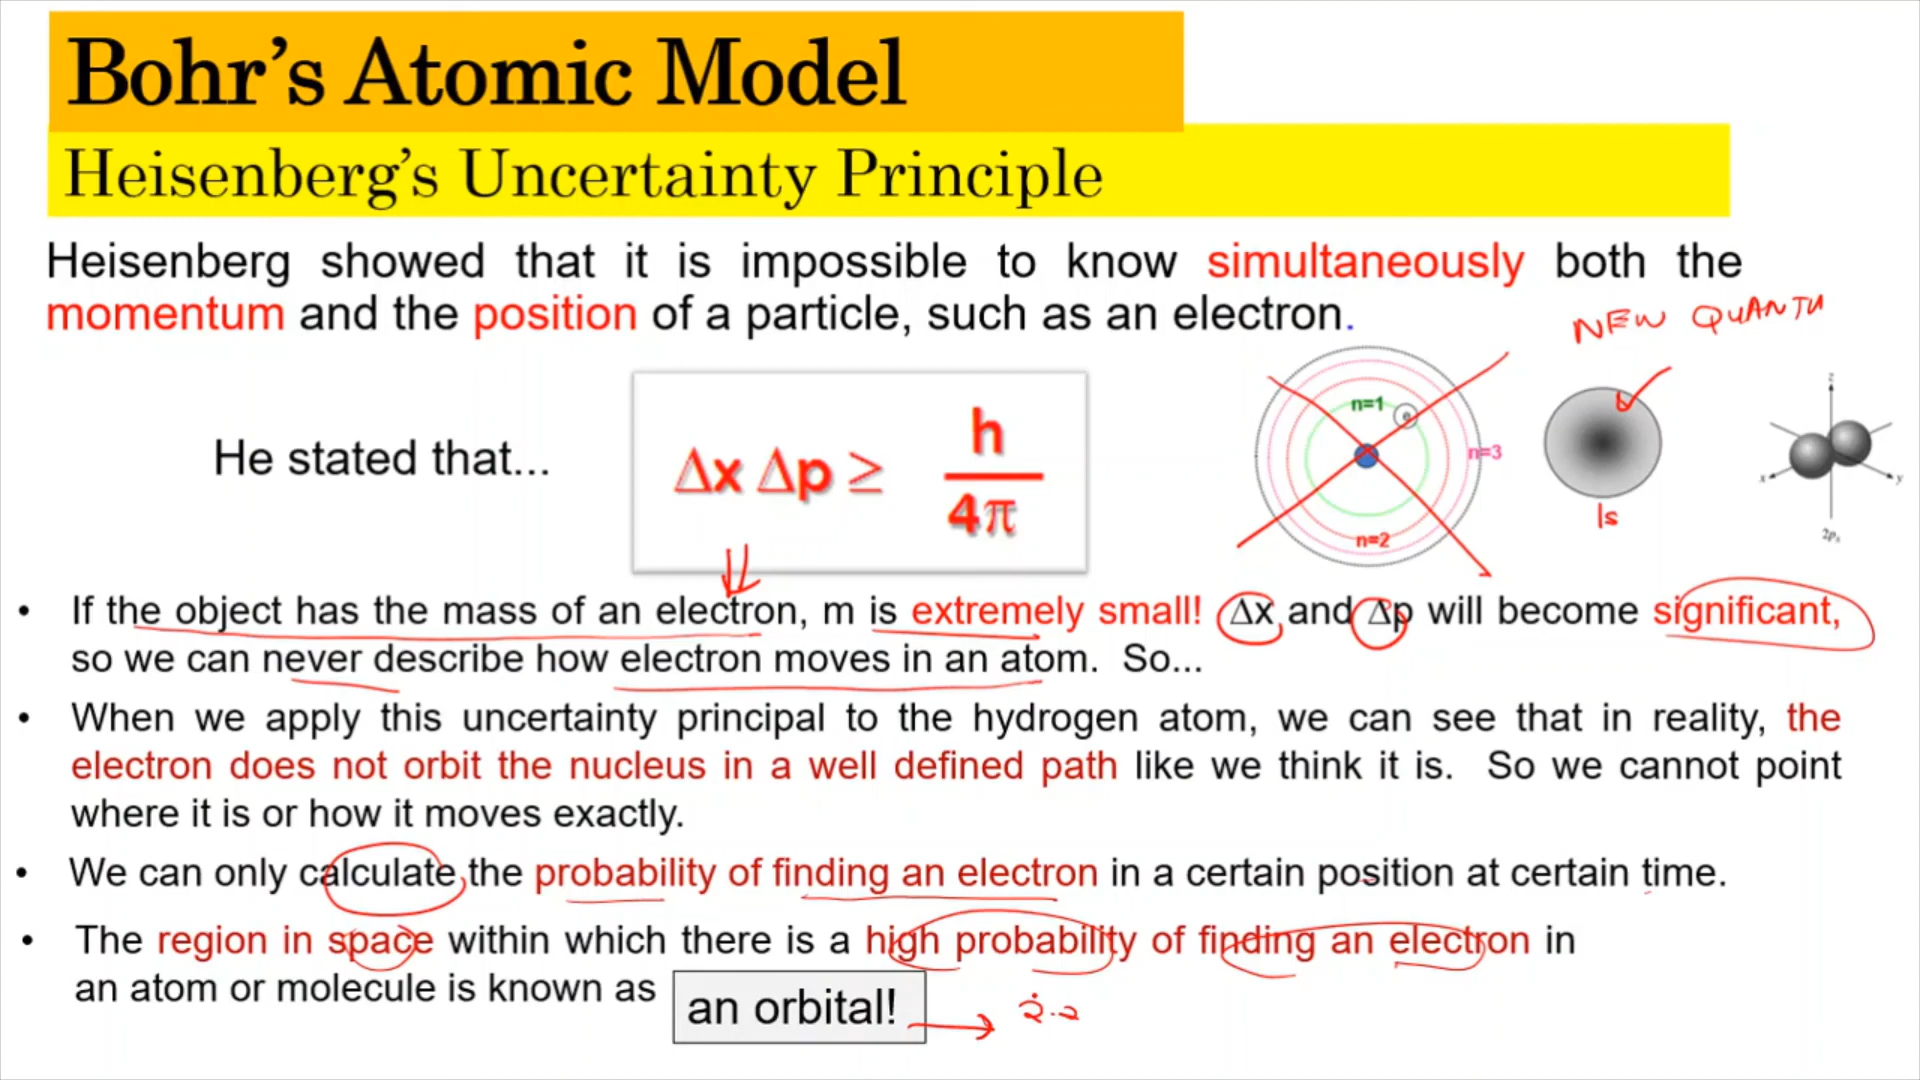 Bohr’s Atomic Model
Heisenberg’s Uncertainty Principle
Heisenberg showed that it is impossible to know simultaneously both the
momentum and the position of a particle, such as an electron.
NEW QUANTU
He stated that...
Δx Δp ≥ h
4π
n=1
e
n=3
n=2
1s
z
x
y
• If the object has the mass of an electron, m is extremely small! Δx and Δp will become significant,
so we can never describe how electron moves in an atom. So...
• When we apply this uncertainty principal to the hydrogen atom, we can see that in reality, the
electron does not orbit the nucleus in a well defined path like we think it is. So we cannot point
where it is or how it moves exactly.
• We can only calculate the probability of finding an electron in a certain position at certain time.
• The region in space within which there is a high probability of finding an electron in
an atom or molecule is known as
an orbital!